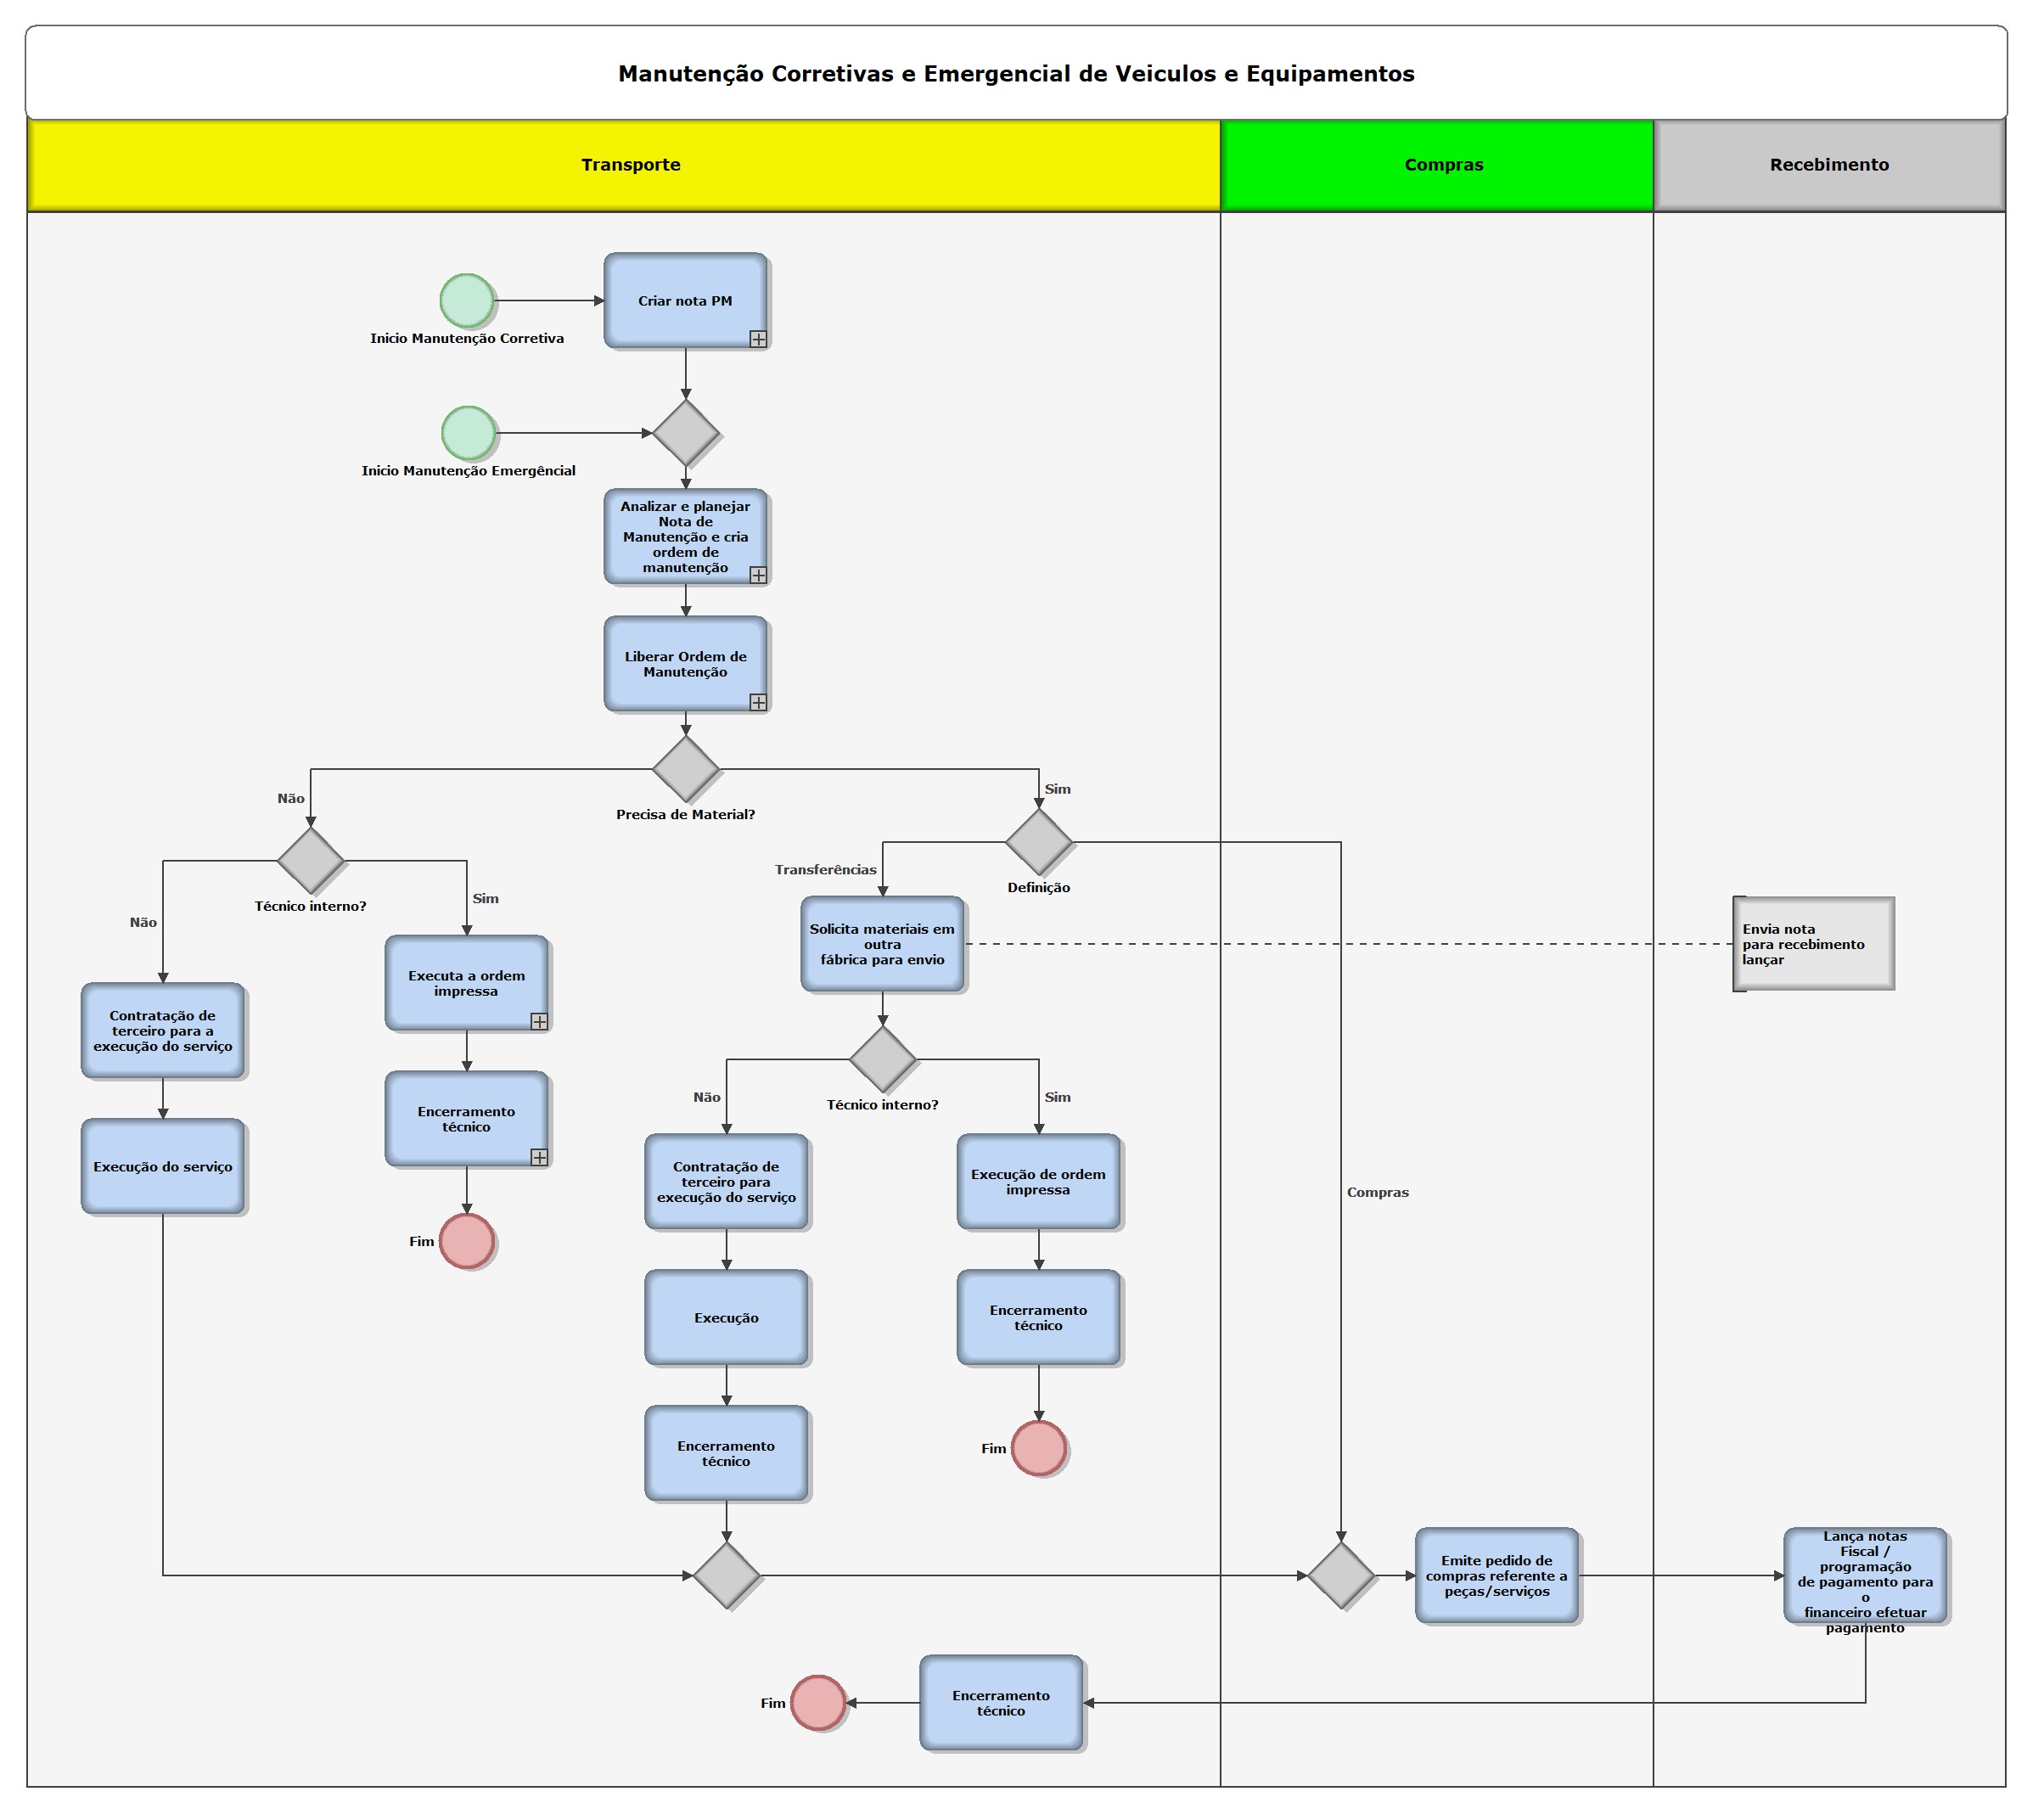 Manutenção Corretivas e Emergencial de Veiculos e Equipamentos
Transporte
Compras
Recebimento
Criar nota PM
Inicio Manutenção Corretiva
Inicio Manutenção Emergêncial
Analizar e planejar
Nota de
Manutenção e cria
ordem de
manutenção
Liberar Ordem de
Manutenção
Precisa de Material?
Não
Sim
Técnico interno?
Não
Sim
Definição
Transferências
Compras
Solicita materiais em
outra
fábrica para envio
Envia nota
para recebimento
lançar
Contratação de
terceiro para a
execução do serviço
Execução do serviço
Executa a ordem
impressa
Encerramento
técnico
Fim
Técnico interno?
Não
Sim
Contratação de
terceiro para
execução do serviço
Execução
Encerramento
técnico
Execução de ordem
impressa
Encerramento
técnico
Fim
Emite pedido de
compras referente a
peças/serviços
Lança notas
Fiscal /
programação
de pagamento para
o
financeiro efetuar
pagamento
Encerramento
técnico
Fim